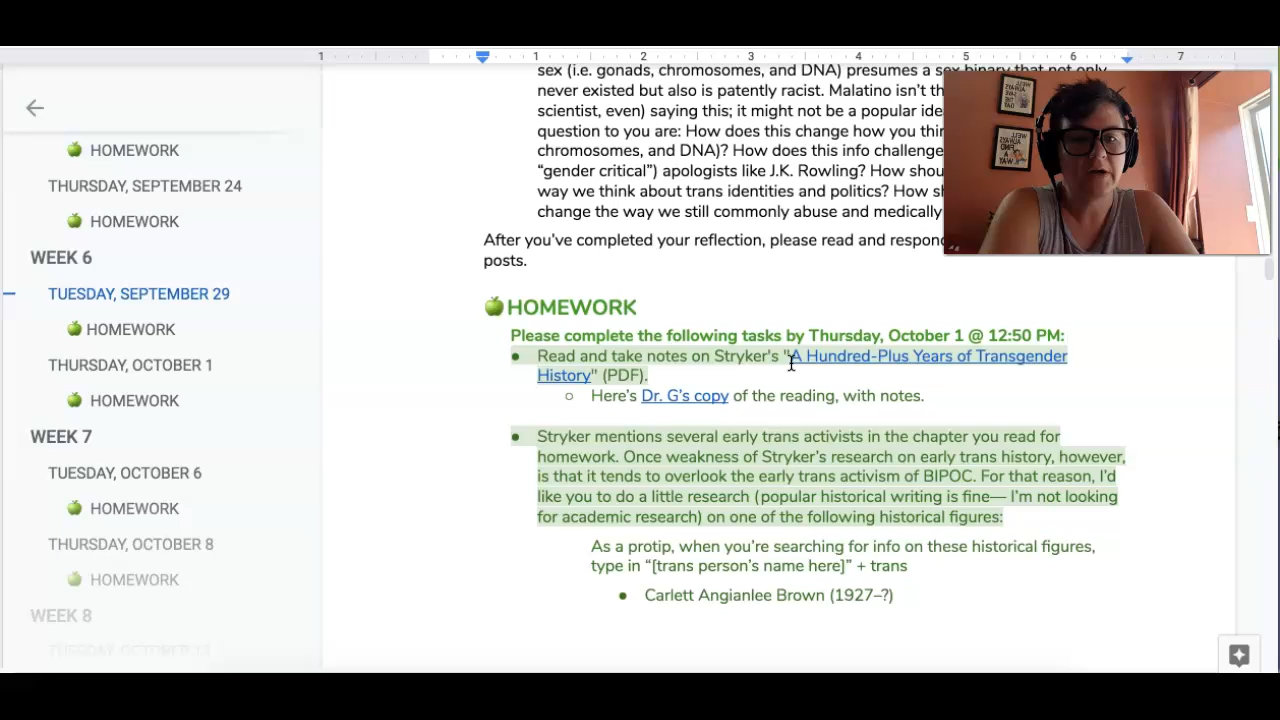 1 1 2 3 4 5 6 7
HOMEWORK
THURSDAY, SEPTEMBER 24
HOMEWORK
WEEK 6
TUESDAY, SEPTEMBER 29
HOMEWORK
THURSDAY, OCTOBER 1
HOMEWORK
WEEK 7
TUESDAY, OCTOBER 6
HOMEWORK
THURSDAY, OCTOBER 8
HOMEWORK
WEEK 8
TUESDAY, OCTOBER 13
sex (i.e. gonads, chromosomes, and DNA) presumes a sex binary that not only
never existed but also is patently racist. Malatino isn't
scientist, even) saying this; it might not be a popular
question to you are: How does this change how you
chromosomes, and DNA)? How does this info challenge
"gender critical") apologists like J.K. Rowling? How
way we think about trans identities and politics? How
change the way we still commonly abuse and medically
After you've completed your reflection, please read and
posts.
HOMEWORK
Please complete the following tasks by Thursday, October 1 @ 12:50 PM:
● Read and take notes on Stryker's "A Hundred-Plus Years of Transgender
History" (PDF).
○ Here's Dr. G's copy of the reading, with notes.
● Stryker mentions several early trans activists in the chapter you read for
homework. Once weakness of Stryker's research on early trans history, however,
is that it tends to overlook the early trans activism of BIPOC. For that reason, I'd
like you to do a little research (popular historical writing is fine— I'm not looking
for academic research) on one of the following historical figures:
As a protip, when you're searching for info on these historical figures,
type in "[trans person's name here]" + trans
● Carlett Angianlee Brown (1927–?)